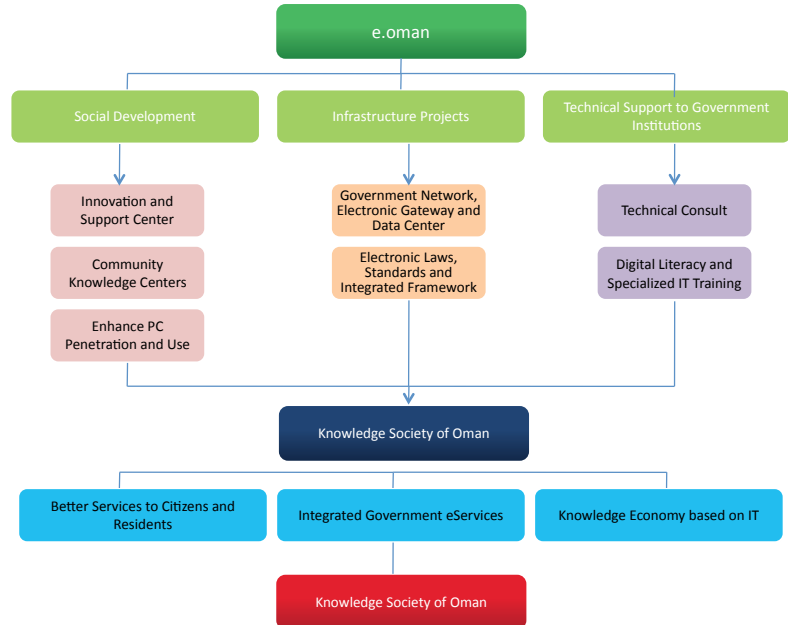 e.oman
Social Development
Infrastructure Projects
Technical Support to Government
Institutions
Innovation and
Support Center
Government Network,
Electronic Gateway and
Data Center
Technical Consult
Community
Knowledge Centers
Electronic Laws,
Standards and
Integrated Framework
Digital Literacy and
Specialized IT Training
Enhance PC
Penetration and Use
Knowledge Society of Oman
Better Services to Citizens and
Residents
Integrated Government eServices
Knowledge Economy based on IT
Knowledge Society of Oman